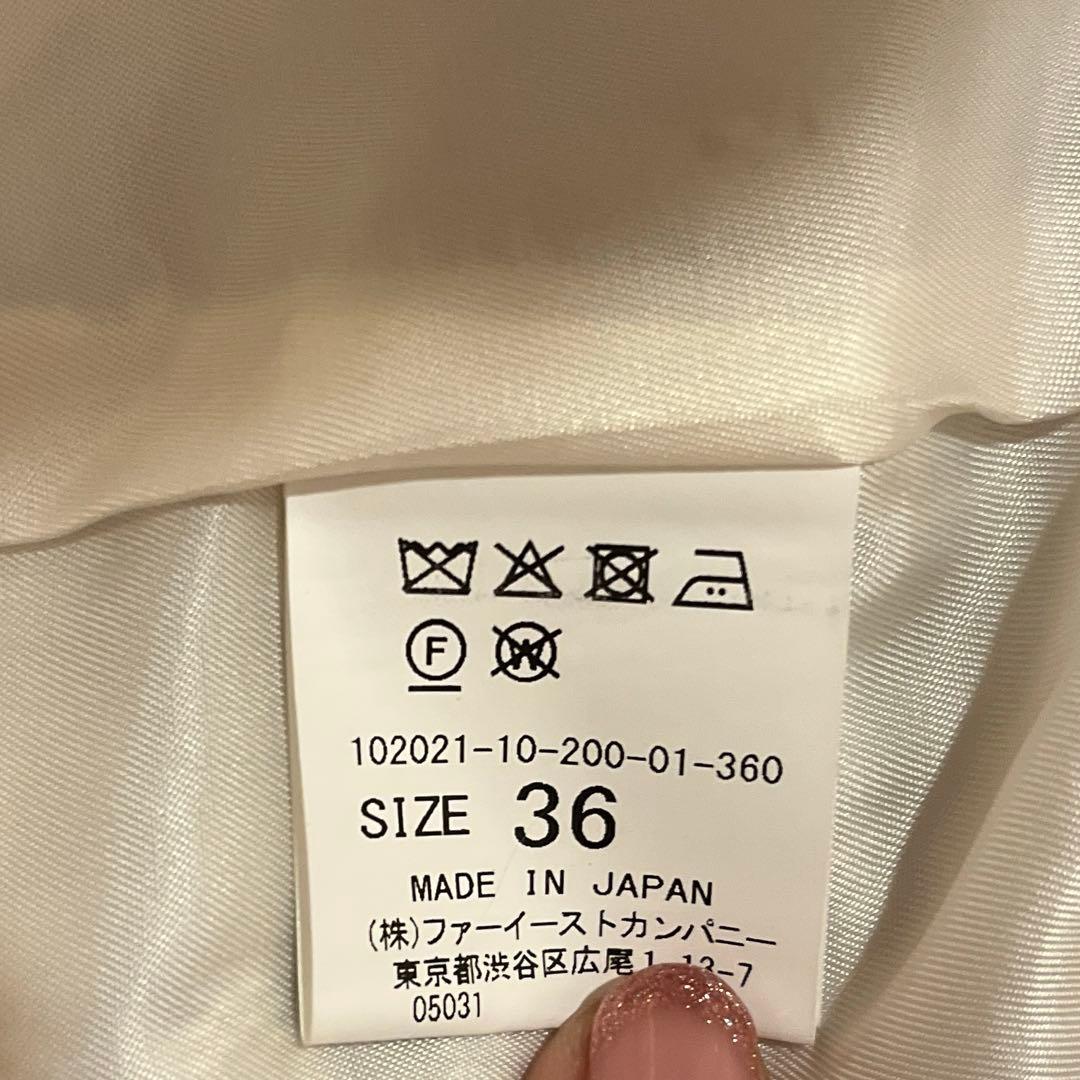 F W
102021-10-200-01-360
SIZE 36
MADE IN JAPAN
(株)ファーイーストカンパニー
東京都渋谷区広尾1-13-7
05031